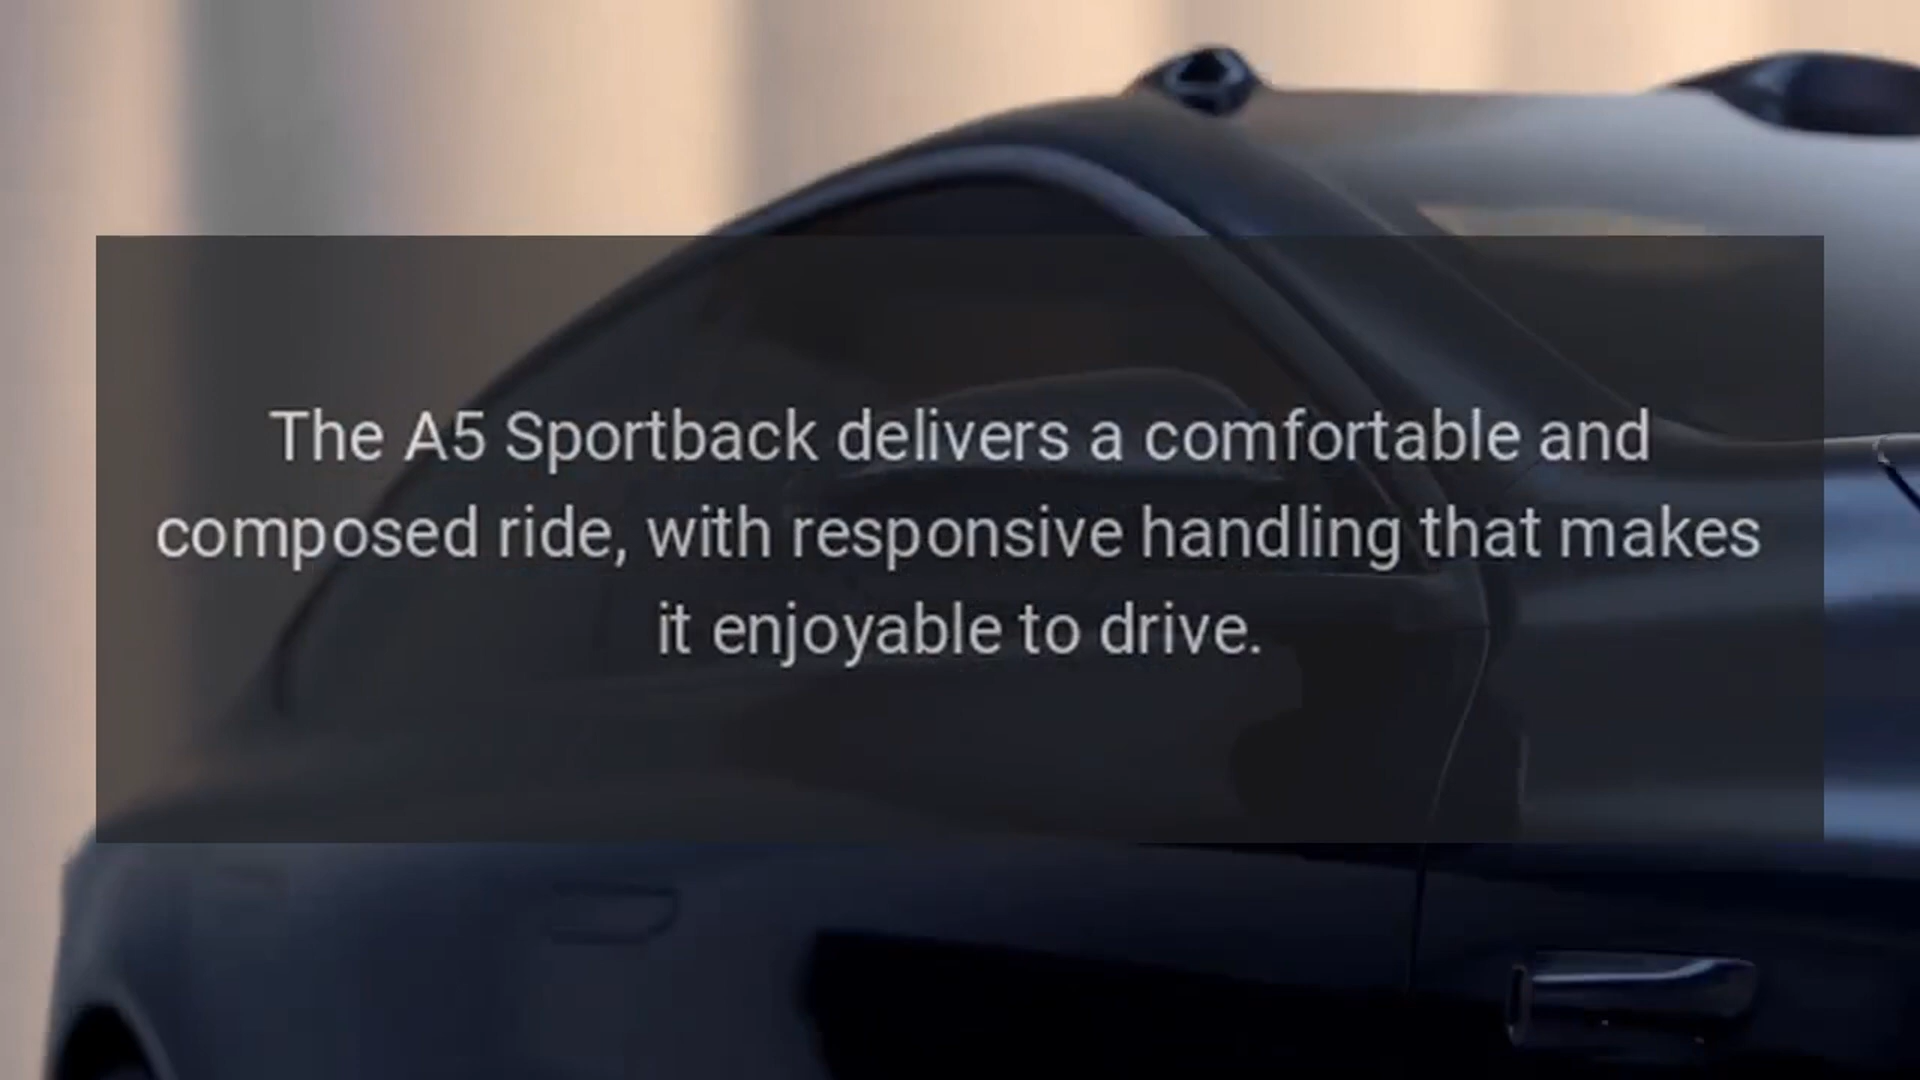 The A5 Sportback delivers a comfortable and
composed ride, with responsive handling that makes
it enjoyable to drive.